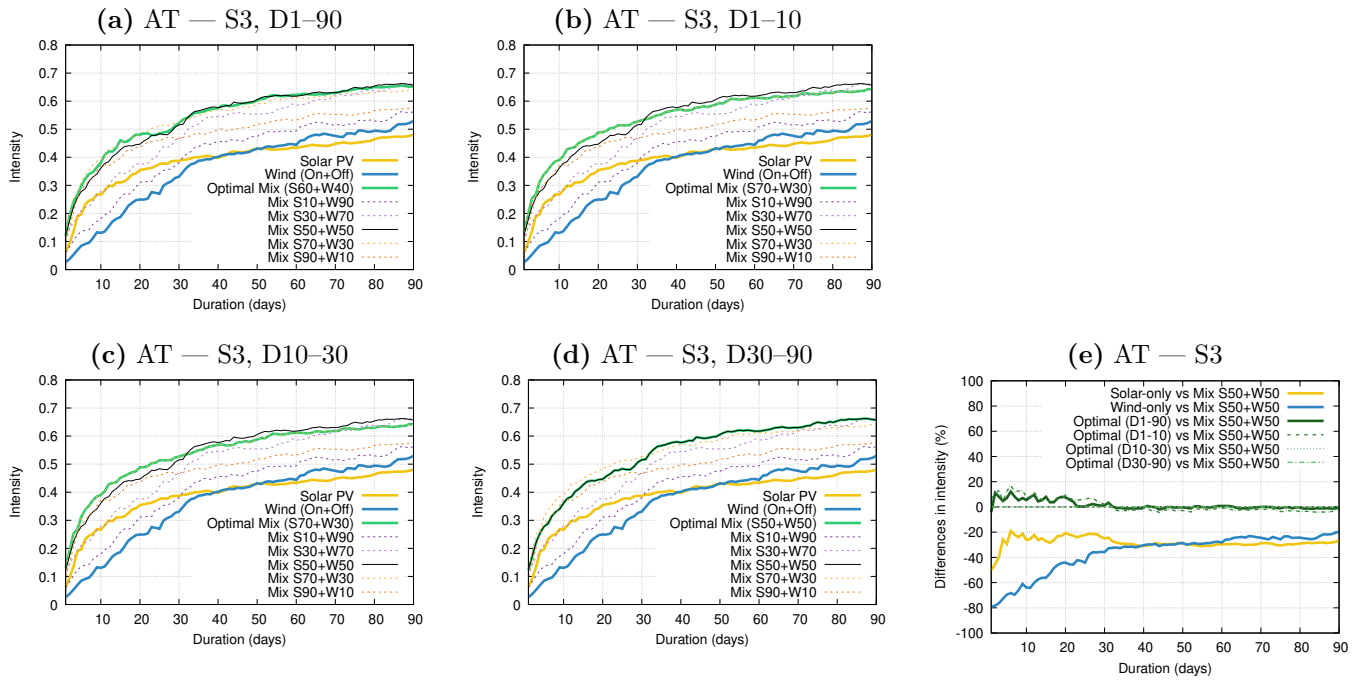 (a) AT — S3, D1–90
0.8
0.7
0.6
0.5
0.4
0.3
0.2
0.1
0
Intensity
10 20 30 40 50 60 70 80 90
Duration (days)
Solar PV
Wind (On+Off)
Optimal Mix (S60+W40)
Mix S10+W90
Mix S30+W70
Mix S50+W50
Mix S70+W30
Mix S90+W10
(b) AT — S3, D1–10
0.8
0.7
0.6
0.5
0.4
0.3
0.2
0.1
0
Intensity
10 20 30 40 50 60 70 80 90
Duration (days)
Solar PV
Wind (On+Off)
Optimal Mix (S70+W30)
Mix S10+W90
Mix S30+W70
Mix S50+W50
Mix S70+W30
Mix S90+W10
(c) AT — S3, D10–30
0.8
0.7
0.6
0.5
0.4
0.3
0.2
0.1
0
Intensity
10 20 30 40 50 60 70 80 90
Duration (days)
Solar PV
Wind (On+Off)
Optimal Mix (S70+W30)
Mix S10+W90
Mix S30+W70
Mix S50+W50
Mix S70+W30
Mix S90+W10
(d) AT — S3, D30–90
0.8
0.7
0.6
0.5
0.4
0.3
0.2
0.1
0
Intensity
10 20 30 40 50 60 70 80 90
Duration (days)
Solar PV
Wind (On+Off)
Optimal Mix (S50+W50)
Mix S10+W90
Mix S30+W70
Mix S50+W50
Mix S70+W30
Mix S90+W10
(e) AT — S3
100
80
60
40
20
0
-20
-40
-60
-80
-100
Differences in intensity (%)
10 20 30 40 50 60 70 80 90
Duration (days)
Solar-only vs Mix S50+W50
Wind-only vs Mix S50+W50
Optimal (D1-90) vs Mix S50+W50
Optimal (D1-10) vs Mix S50+W50
Optimal (D10-30) vs Mix S50+W50
Optimal (D30-90) vs Mix S50+W50